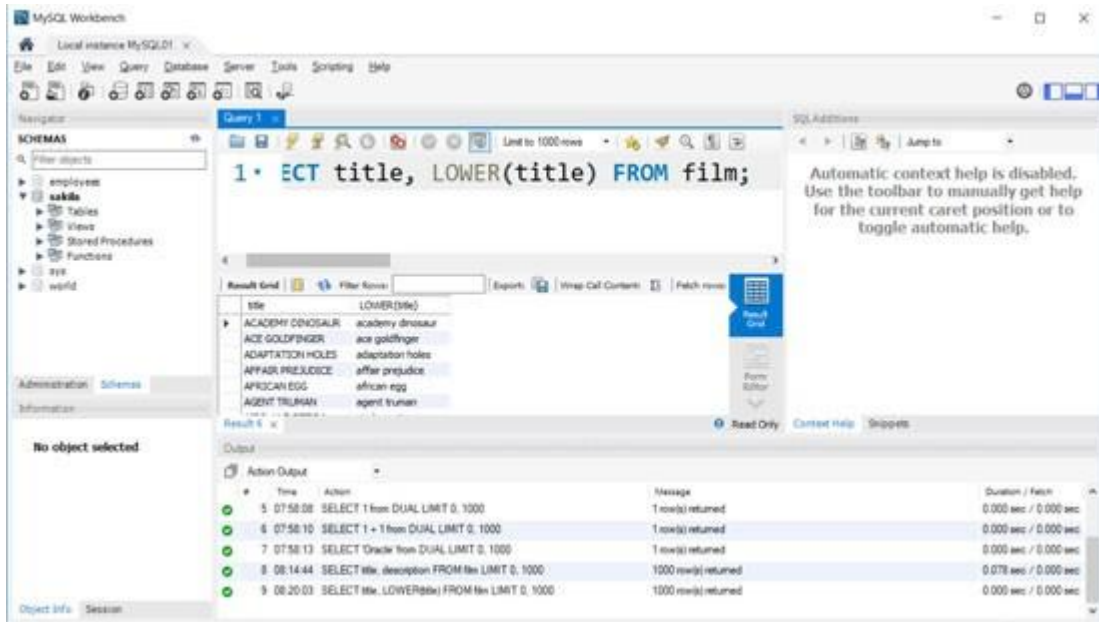 MySQL Workbench
Local instance MySQL01
File Edit View Query Database Server Tools Scripting Help
Navigator
SCHEMAS
Filter objects
employees
sakila
Tables
Views
Stored Procedures
Functions
sys
world
Administration Schemas
Information
No object selected
Object Info Session
Query 1
Limit to 1000 rows
1 ECT title, LOWER(title) FROM film;
Result Grid Filter Rows: Export: Wrap Cell Content: Fetch rows:
title LOWER(title)
ACADEMY DINOSAUR academy dinosaur
ACE GOLDFINGER ace goldfinger
ADAPTATION HOLES adaptation holes
AFFAIR PREJUDICE affair prejudice
AFRICAN EGG african egg
AGENT TRUMAN agent truman
Result Grid
Form Editor
Result 6 Read Only
SQLAdditions
Jump to
Automatic context help is disabled.
Use the toolbar to manually get help
for the current caret position or to
toggle automatic help.
Context Help Snippets
Output
Action Output
# Time Action Message Duration / Fetch
5 07:58:08 SELECT 1 from DUAL LIMIT 0, 1000 1 row(s) returned 0.000 sec / 0.000 sec
6 07:58:10 SELECT 1 + 1 from DUAL LIMIT 0, 1000 1 row(s) returned 0.000 sec / 0.000 sec
7 07:58:13 SELECT 'Oracle' from DUAL LIMIT 0, 1000 1 row(s) returned 0.000 sec / 0.000 sec
8 08:14:44 SELECT title, description FROM film LIMIT 0, 1000 1000 row(s) returned 0.078 sec / 0.000 sec
9 08:20:03 SELECT title, LOWER(title) FROM film LIMIT 0, 1000 1000 row(s) returned 0.000 sec / 0.000 sec